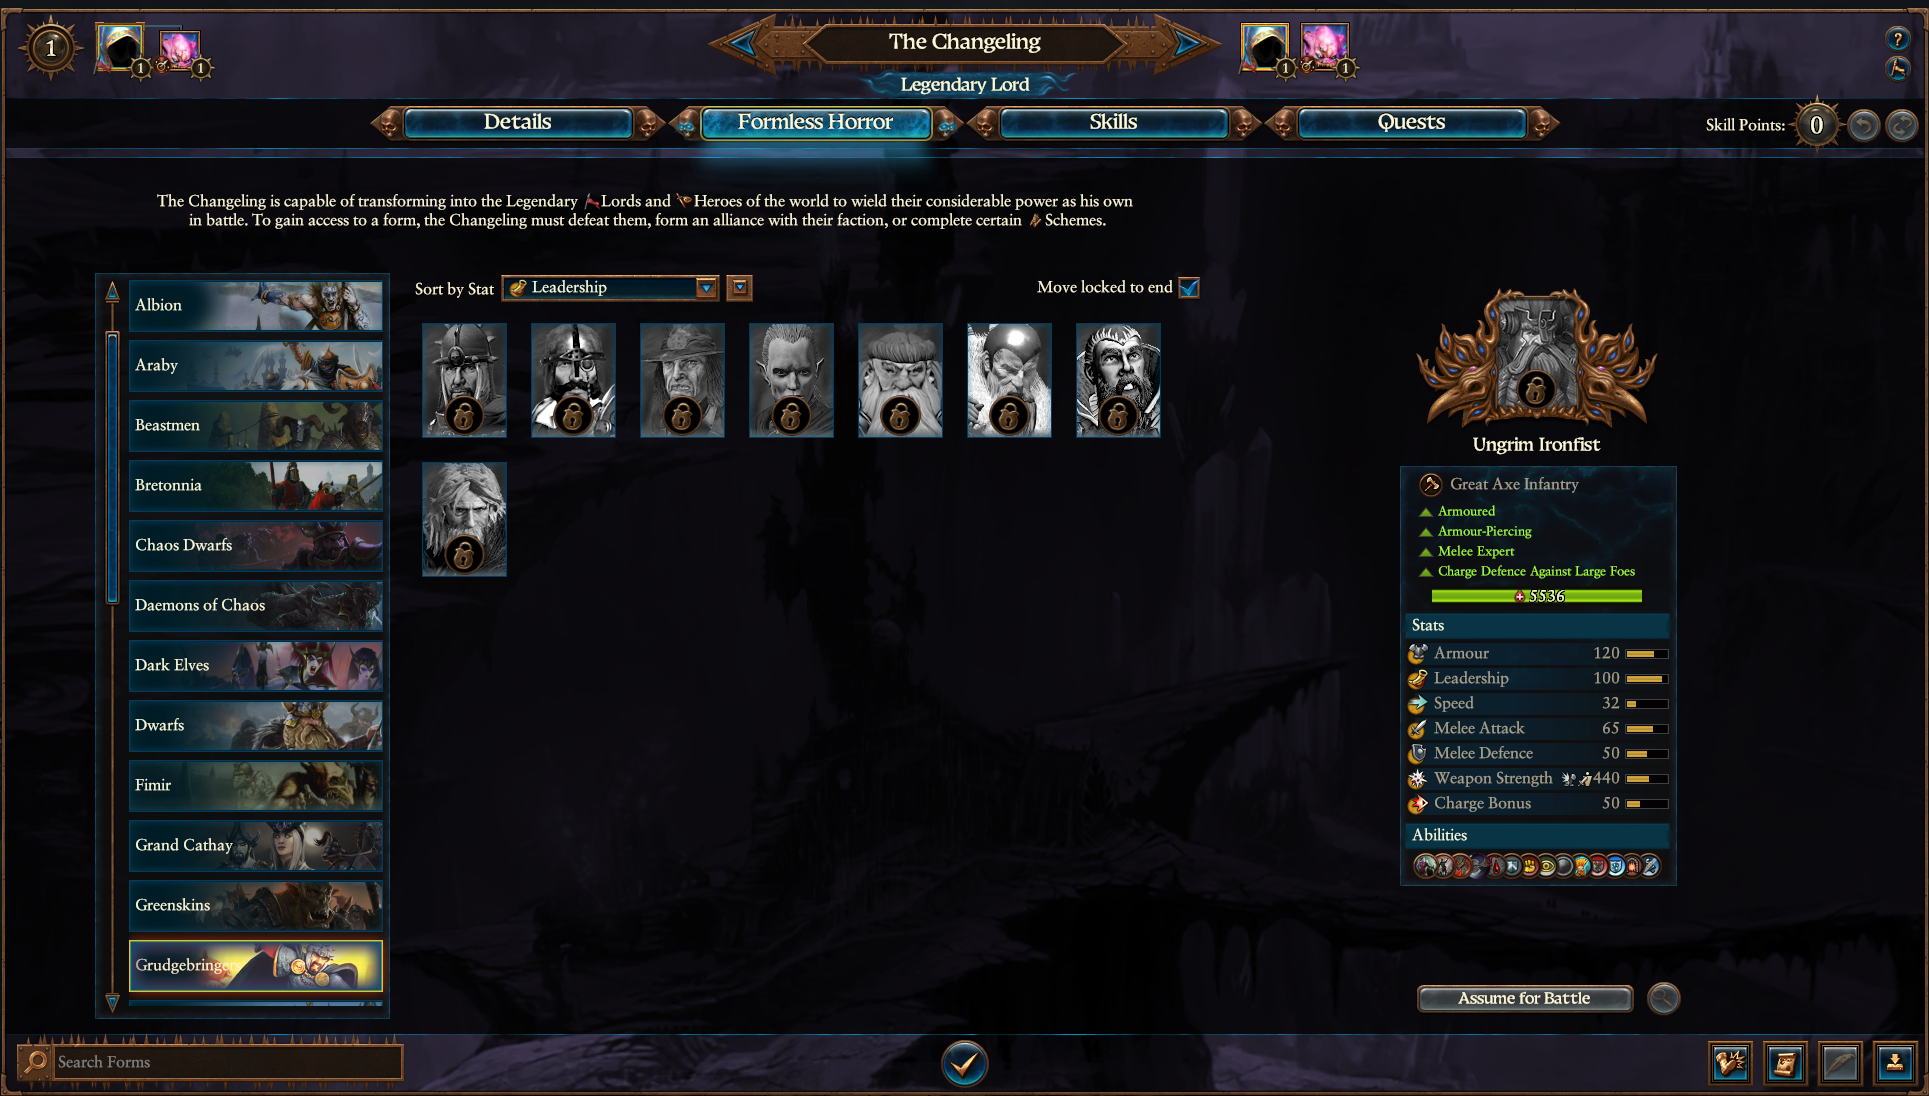 1
1
1
The Changeling
Legendary Lord
1
1
?
Details
Formless Horror
Skills
Quests
Skill Points:
0
The Changeling is capable of transforming into the Legendary Lords and Heroes of the world to wield their considerable power as his own
in battle. To gain access to a form, the Changeling must defeat them, form an alliance with their faction, or complete certain Schemes.
Albion
Araby
Beastmen
Bretonnia
Chaos Dwarfs
Daemons of Chaos
Dark Elves
Dwarfs
Fimir
Grand Cathay
Greenskins
Grudgebringers
Sort by Stat
Leadership
Move locked to end
Ungrim Ironfist
Great Axe Infantry
Armoured
Armour-Piercing
Melee Expert
Charge Defence Against Large Foes
5536
Stats
Armour 120
Leadership 100
Speed 32
Melee Attack 65
Melee Defence 50
Weapon Strength 440
Charge Bonus 50
Abilities
Assume for Battle
Search Forms